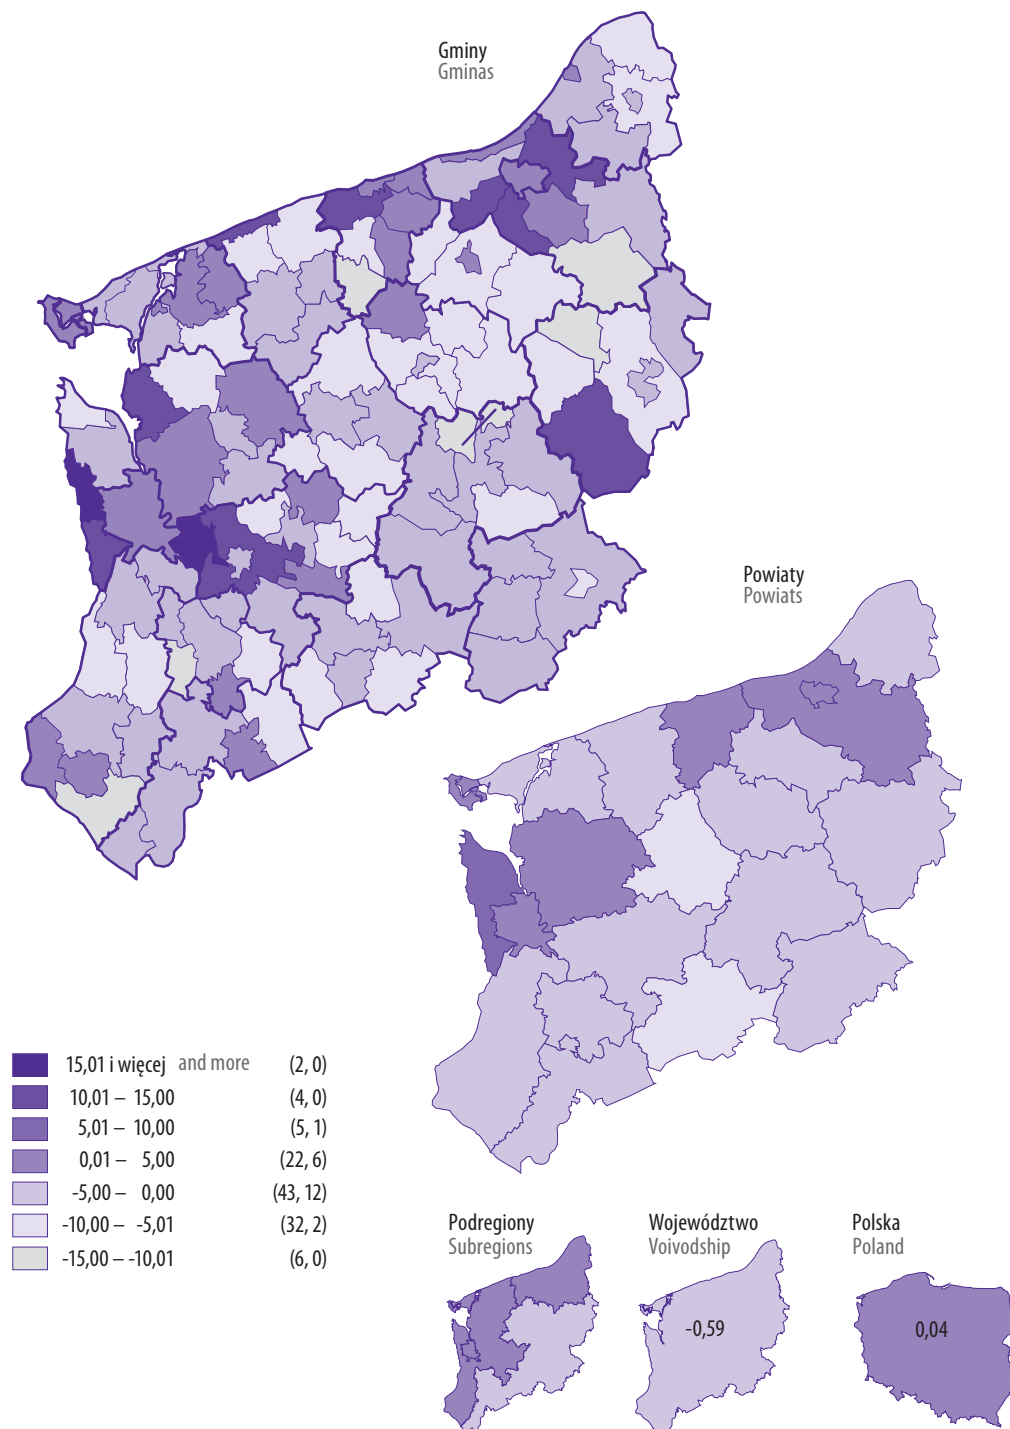 Gminy
Gminas
Powiaty
Powiats
15,01 i więcej and more (2, 0)
10,01 – 15,00 (4, 0)
5,01 – 10,00 (5, 1)
0,01 – 5,00 (22, 6)
-5,00 – 0,00 (43, 12)
-10,00 – -5,01 (32, 2)
-15,00 – -10,01 (6, 0)
Podregiony
Subregions
Województwo
Voivodship
Polska
Poland
-0,59
0,04